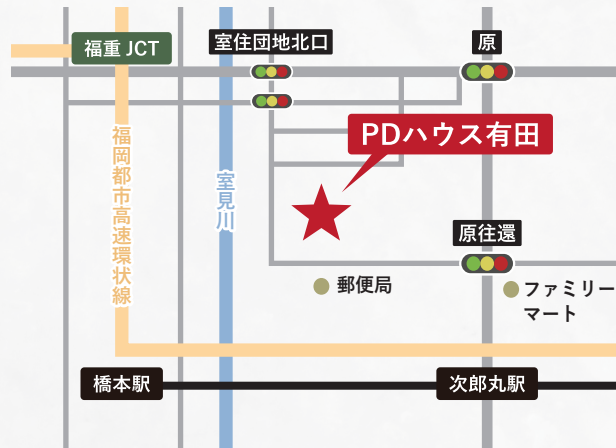 福重 JCT
室住団地北口
原
PDハウス有田
福岡都市高速環状線
室見川
原往還
郵便局
ファミリー
マート
橋本駅
次郎丸駅